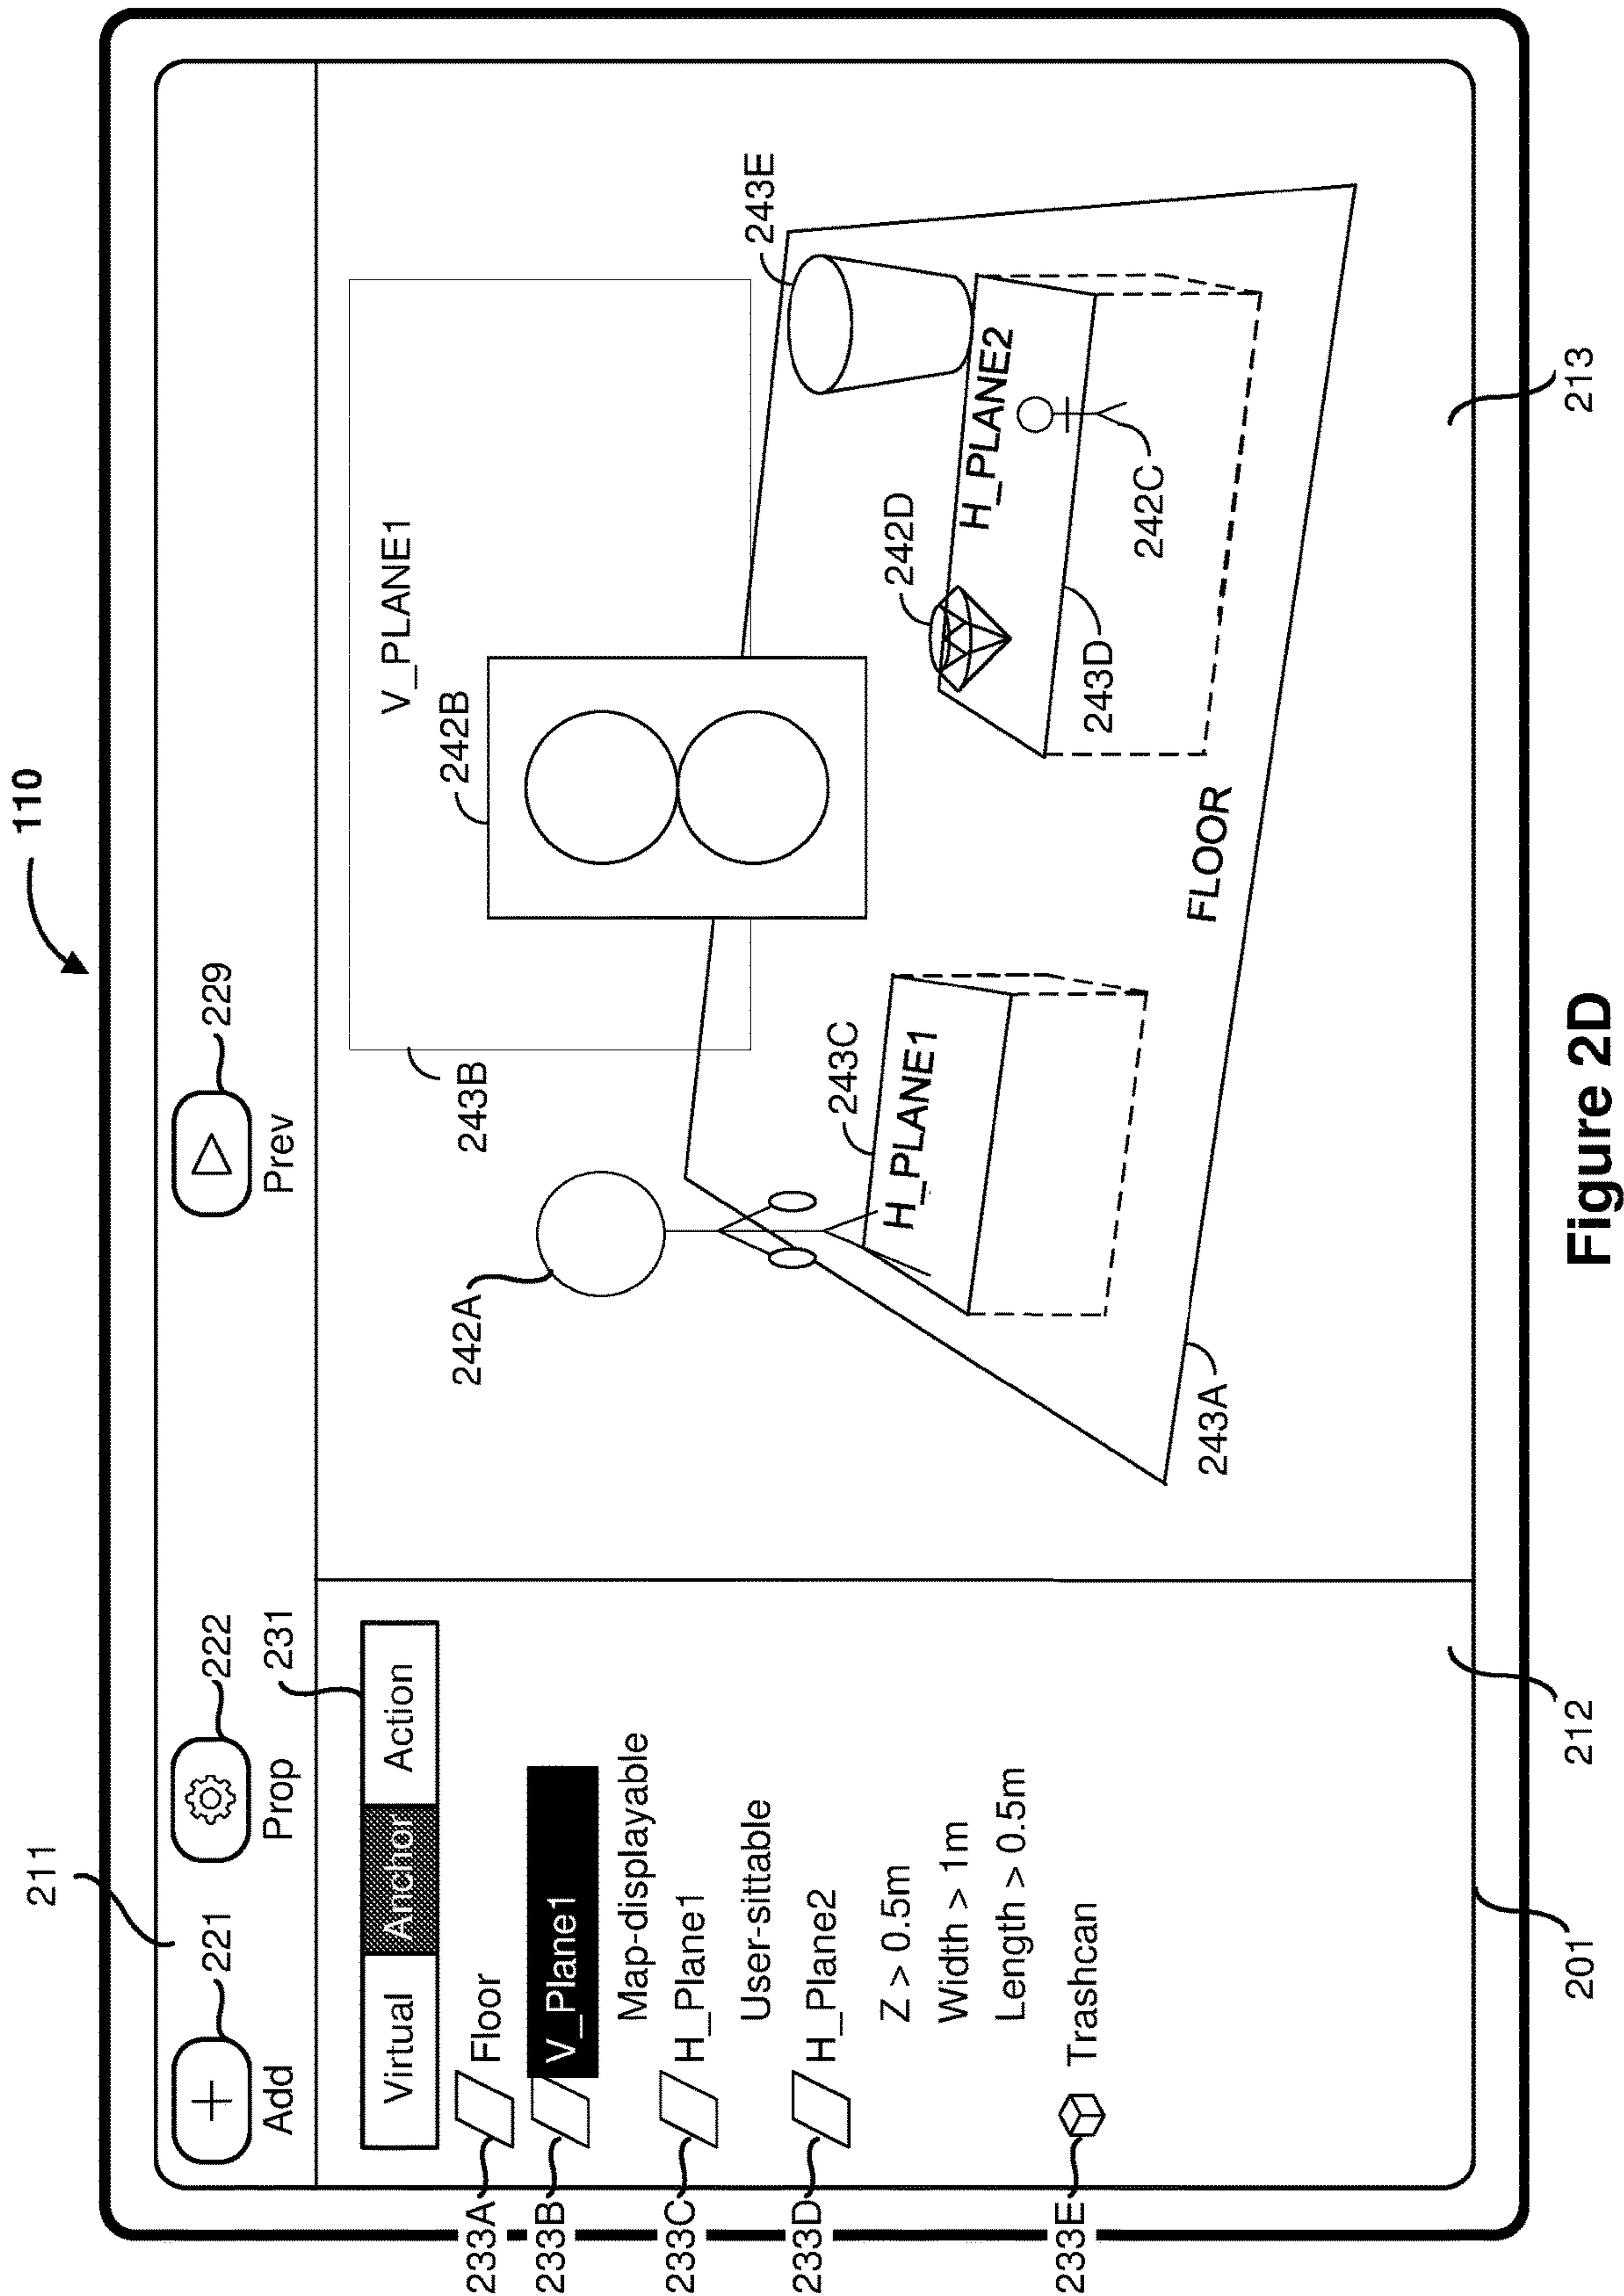 110
211
221
222
229
Add
Prop
Prev
231
Virtual
Anchor
Action
233A
Floor
233B
V_Plane1
Map-displayable
233C
H_Plane1
User-sittable
233D
H_Plane2
Z > 0.5m
Width > 1m
Length > 0.5m
233E
Trashcan
242A
243B
242B
V_PLANE1
243E
243C
H_PLANE1
242D
H_PLANE2
242C
243D
FLOOR
243A
201
212
213
Figure 2D